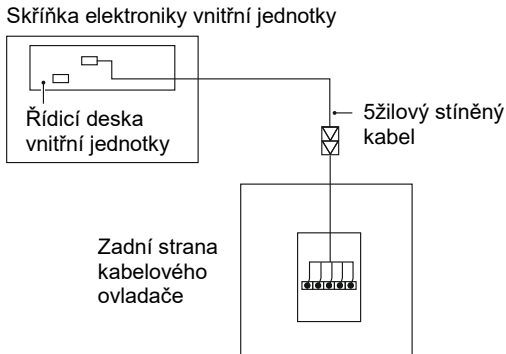 Skříňka elektroniky vnitřní jednotky
Řídicí deska
vnitřní jednotky
5žilový stíněný
kabel
Zadní strana
kabelového
ovladače